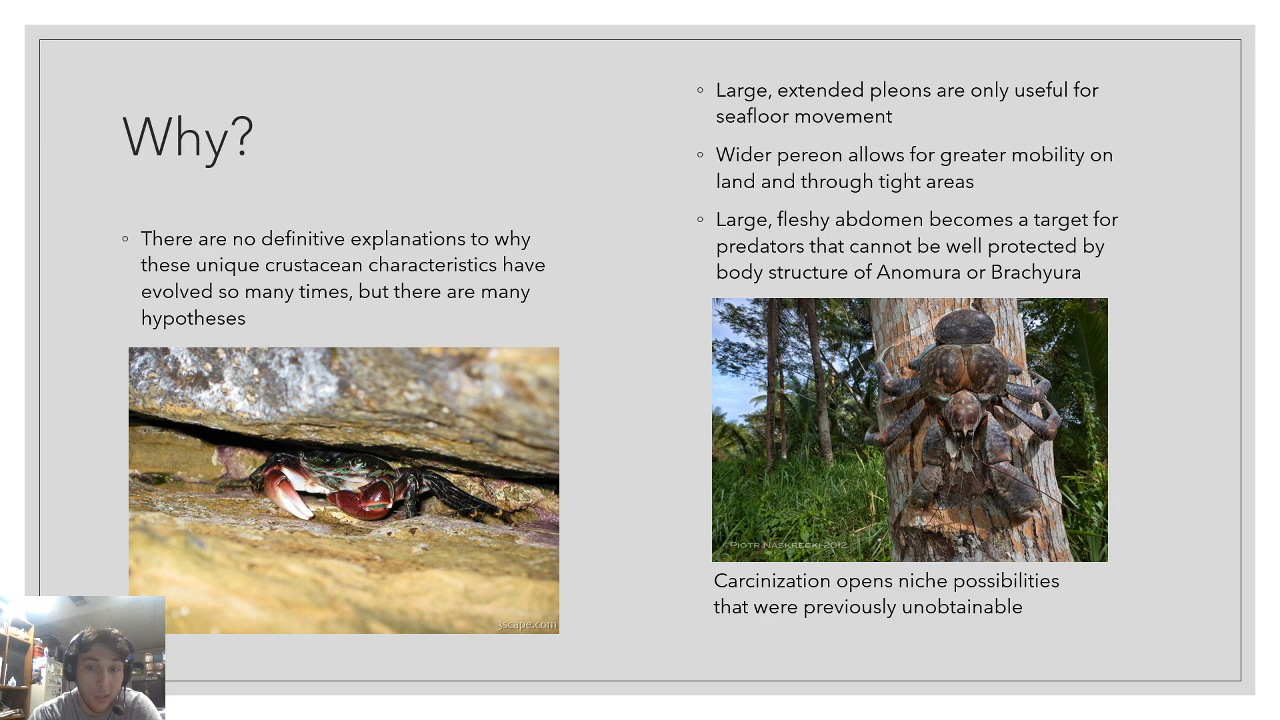 Why?
◦ There are no definitive explanations to why
these unique crustacean characteristics have
evolved so many times, but there are many
hypotheses
3scape.com
◦ Large, extended pleons are only useful for
seafloor movement
◦ Wider pereon allows for greater mobility on
land and through tight areas
◦ Large, fleshy abdomen becomes a target for
predators that cannot be well protected by
body structure of Anomura or Brachyura
PIOTR NASKRECKI 2012
Carcinization opens niche possibilities
that were previously unobtainable